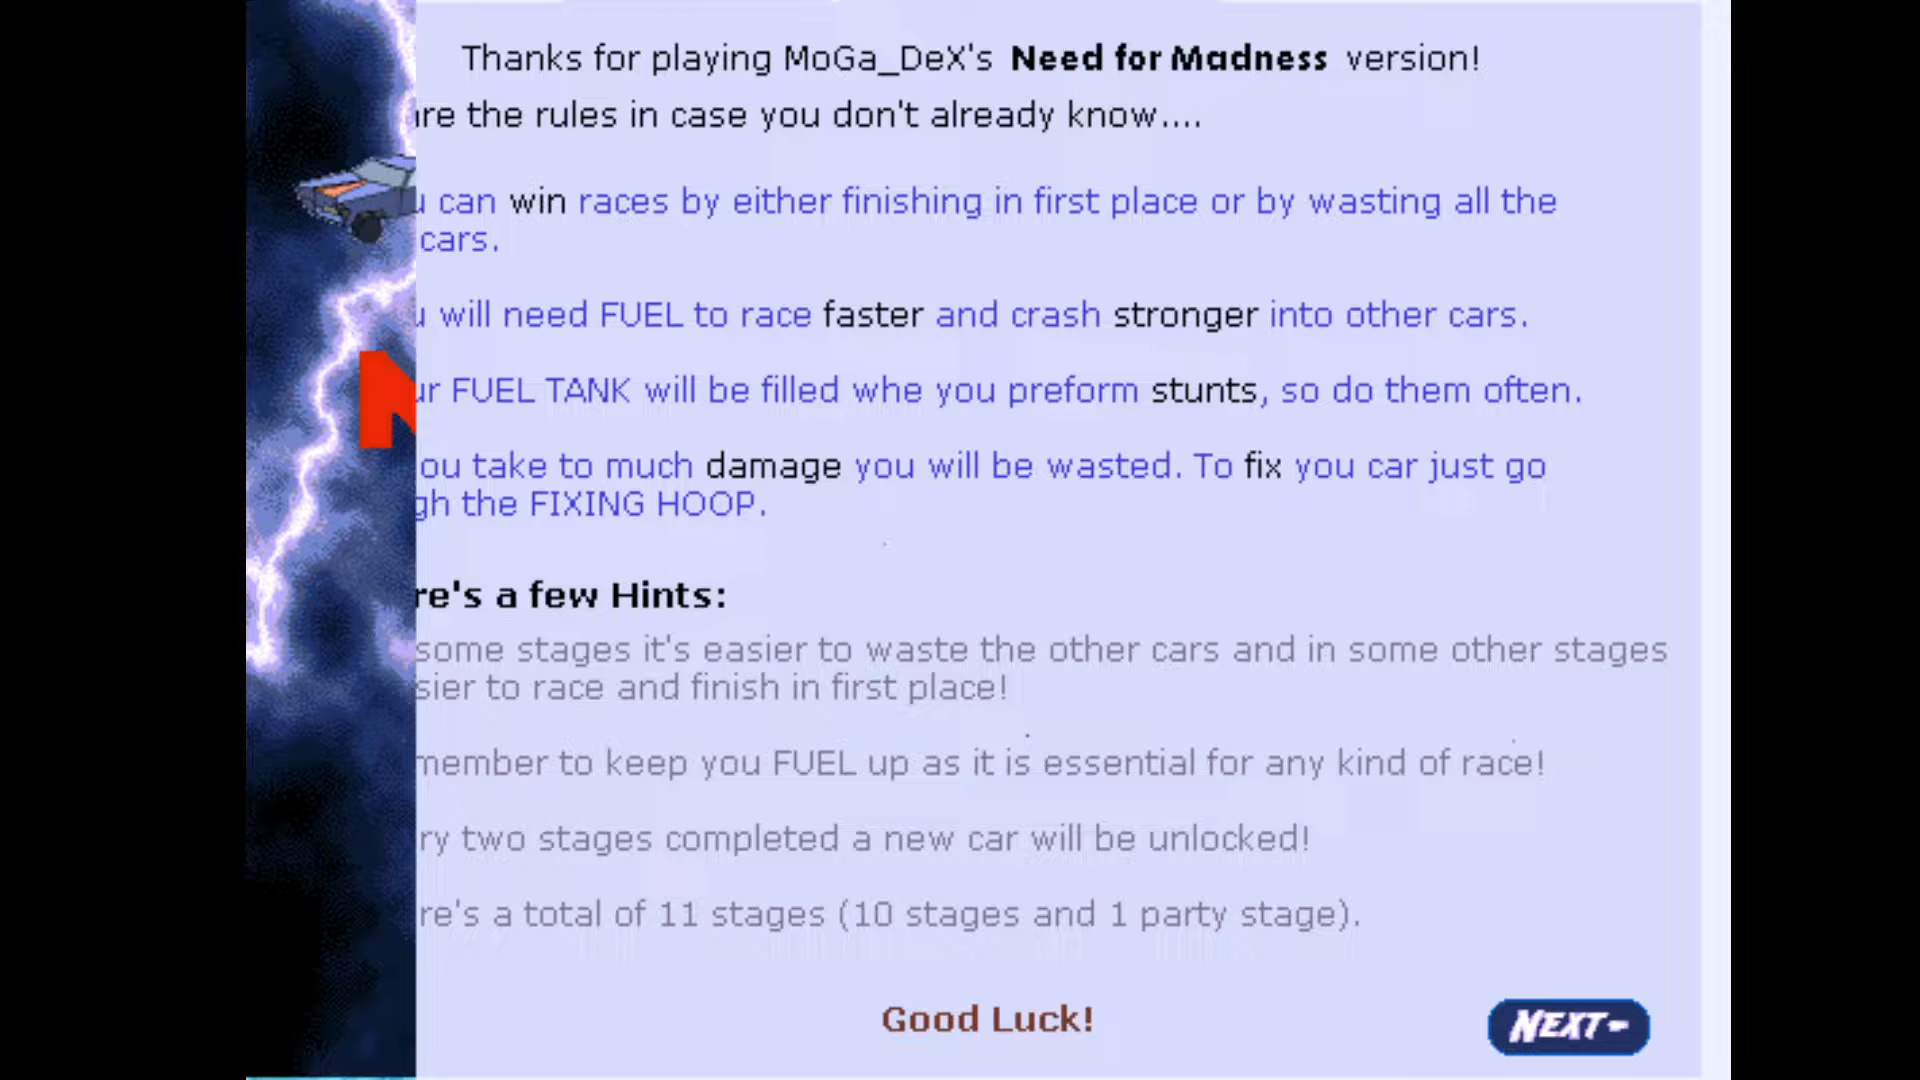 Thanks for playing MoGa_DeX's Need for Madness version!
re the rules in case you don't already know....
can win races by either finishing in first place or by wasting all the
cars.
will need FUEL to race faster and crash stronger into other cars.
N
ur FUEL TANK will be filled whe you preform stunts, so do them often.
ou take to much damage you will be wasted. To fix you car just go
gh the FIXING HOOP.
re's a few Hints:
some stages it's easier to waste the other cars and in some other stages
sier to race and finish in first place!
member to keep you FUEL up as it is essential for any kind of race!
ry two stages completed a new car will be unlocked!
re's a total of 11 stages (10 stages and 1 party stage).
Good Luck!
NEXT